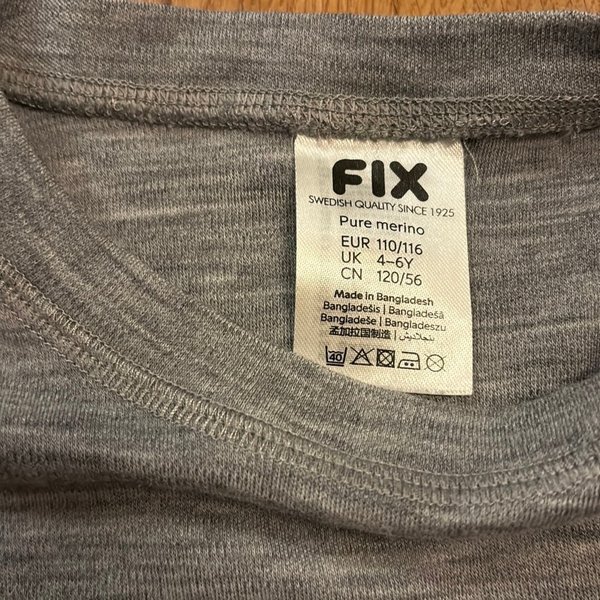 FIX
SWEDISH QUALITY SINCE 1925
Pure merino
EUR 110/116
UK 4–6Y
CN 120/56
Made in Bangladesh
Bangladešis | Bangladešā
Bangladeše | Bangladeszu
孟加拉国制造 | بنجلاديش
40